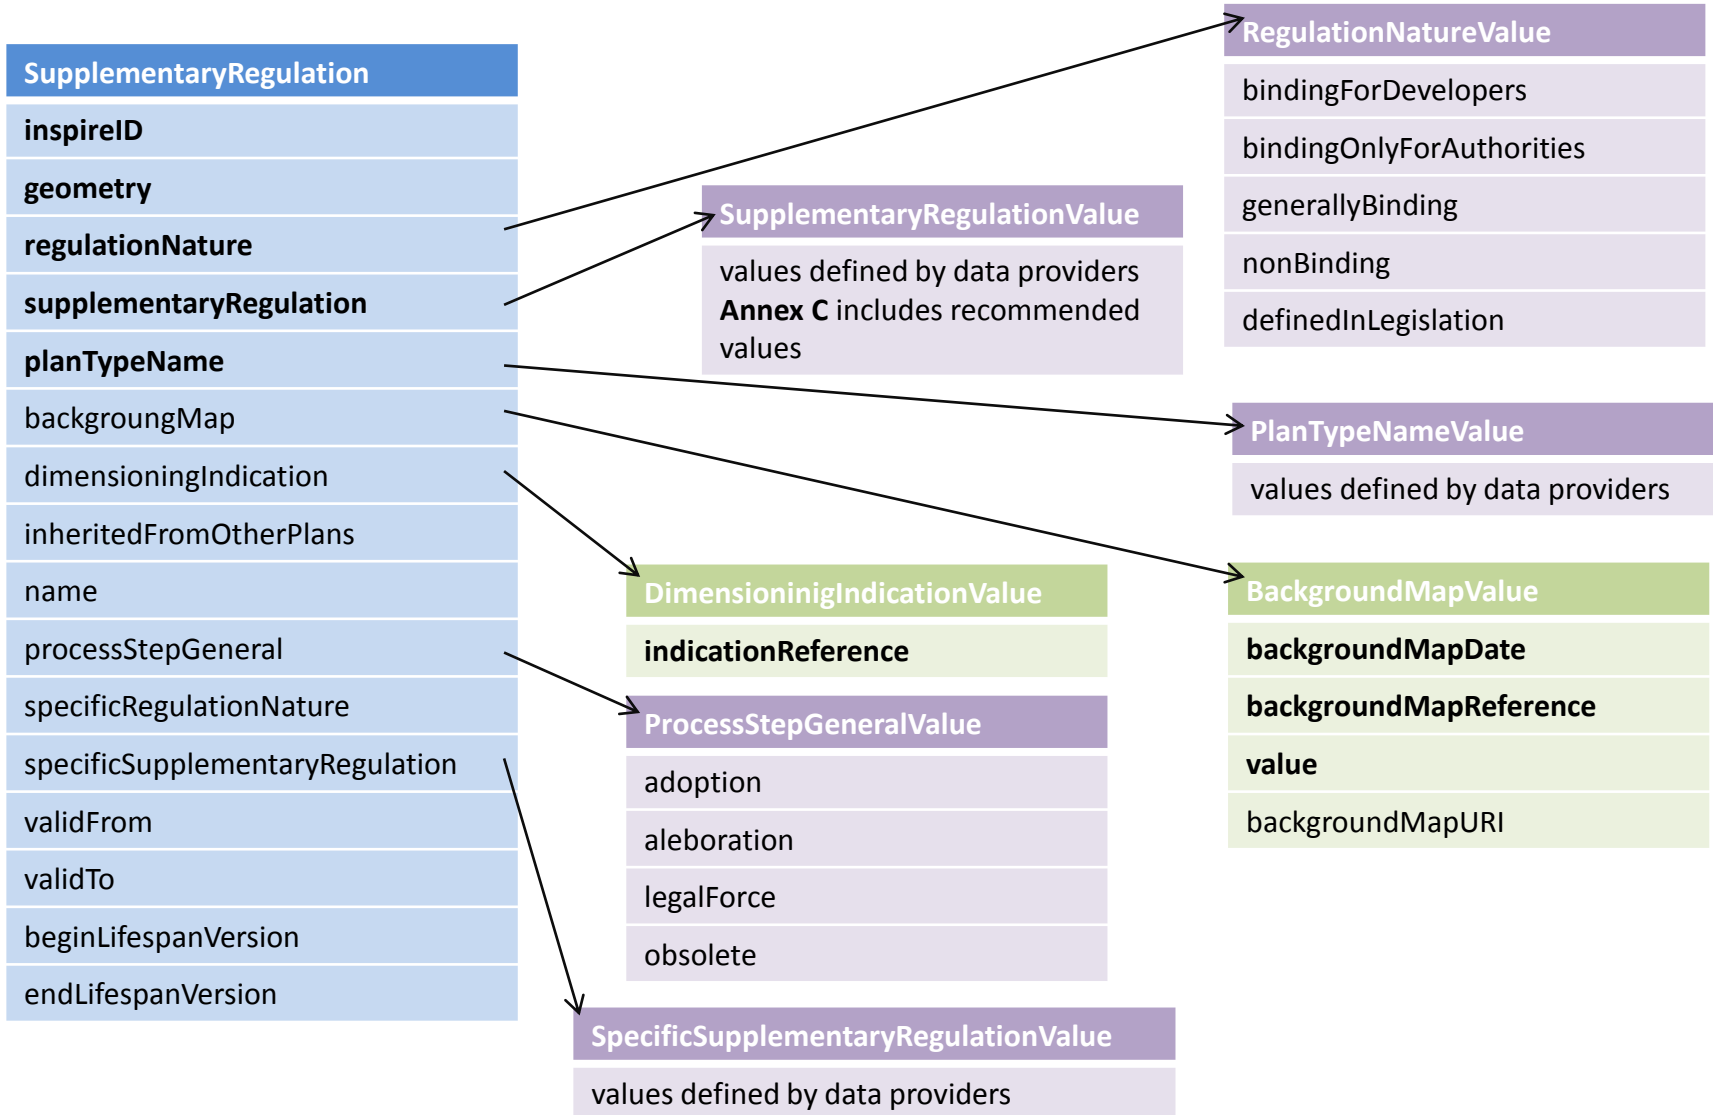 SupplementaryRegulation
inspireID
geometry
regulationNature
supplementaryRegulation
planTypeName
backgroungMap
dimensioningIndication
inheritedFromOtherPlans
name
processStepGeneral
specificRegulationNature
specificSupplementaryRegulation
validFrom
validTo
beginLifespanVersion
endLifespanVersion
SupplementaryRegulationValue
values defined by data providers
Annex C includes recommended
values
RegulationNatureValue
bindingForDevelopers
bindingOnlyForAuthorities
generallyBinding
nonBinding
definedInLegislation
PlanTypeNameValue
values defined by data providers
DimensioninigIndicationValue
indicationReference
BackgroundMapValue
backgroundMapDate
backgroundMapReference
value
backgroundMapURI
ProcessStepGeneralValue
adoption
aleboration
legalForce
obsolete
SpecificSupplementaryRegulationValue
values defined by data providers